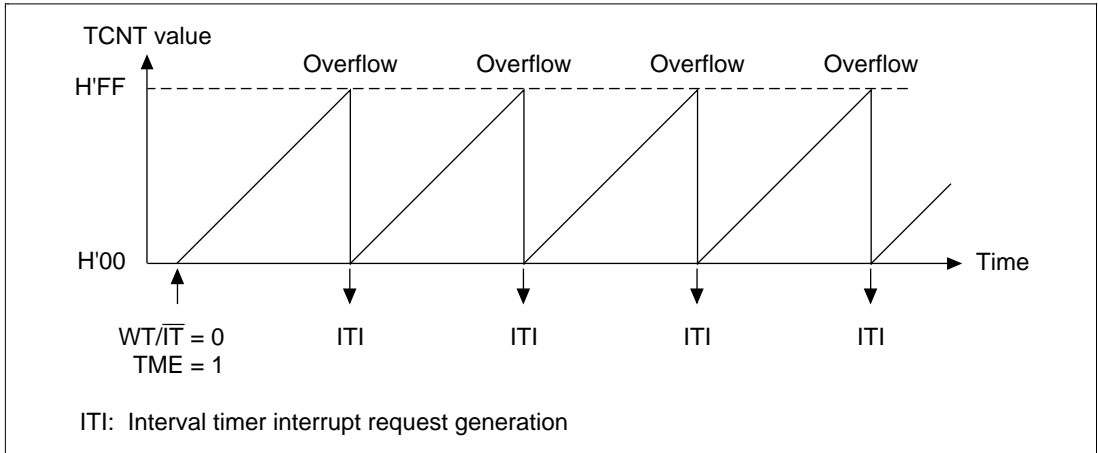 TCNT value
Overflow Overflow Overflow Overflow
H'FF
H'00
Time
WT/I̅T̅ = 0 ITI ITI ITI ITI
TME = 1
ITI: Interval timer interrupt request generation